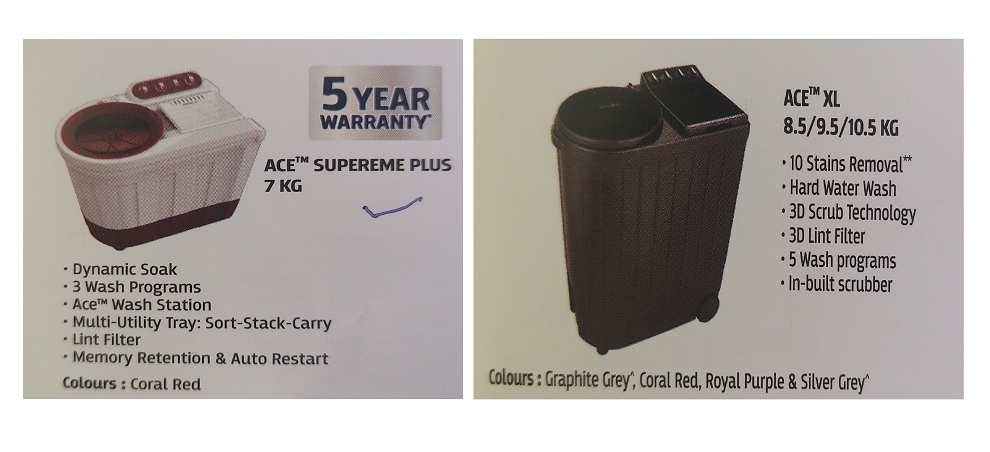 5 YEAR
WARRANTY*
ACE™ SUPEREME PLUS
7 KG
• Dynamic Soak
• 3 Wash Programs
• Ace™ Wash Station
• Multi-Utility Tray: Sort-Stack-Carry
• Lint Filter
• Memory Retention & Auto Restart
Colours : Coral Red
ACE™ XL
8.5/9.5/10.5 KG
• 10 Stains Removal**
• Hard Water Wash
• 3D Scrub Technology
• 3D Lint Filter
• 5 Wash programs
• In-built scrubber
Colours : Graphite Grey^, Coral Red, Royal Purple & Silver Grey^